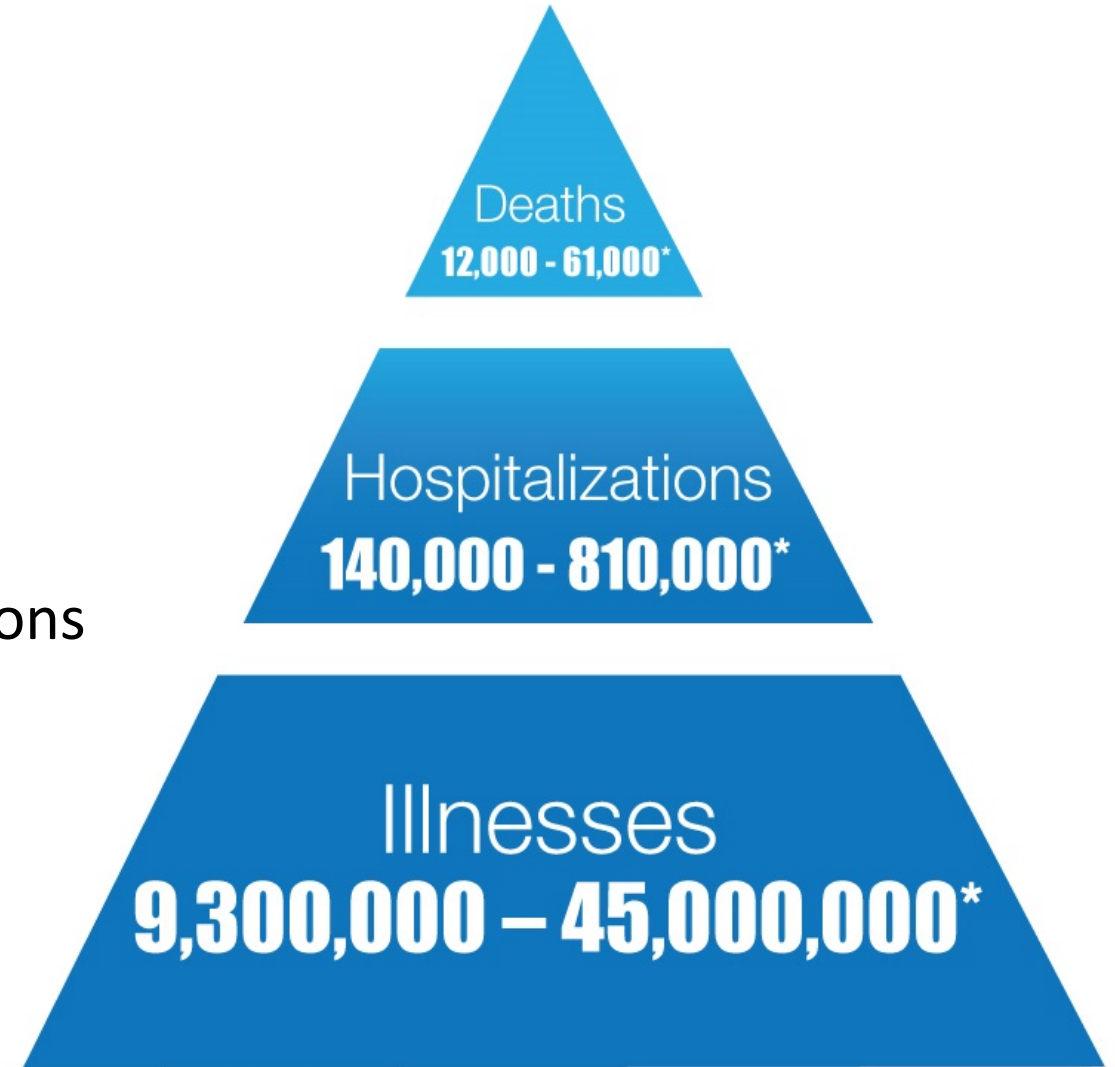 Deaths
12,000 - 61,000*
Hospitalizations
140,000 - 810,000*
ons
Illnesses
9,300,000 – 45,000,000*